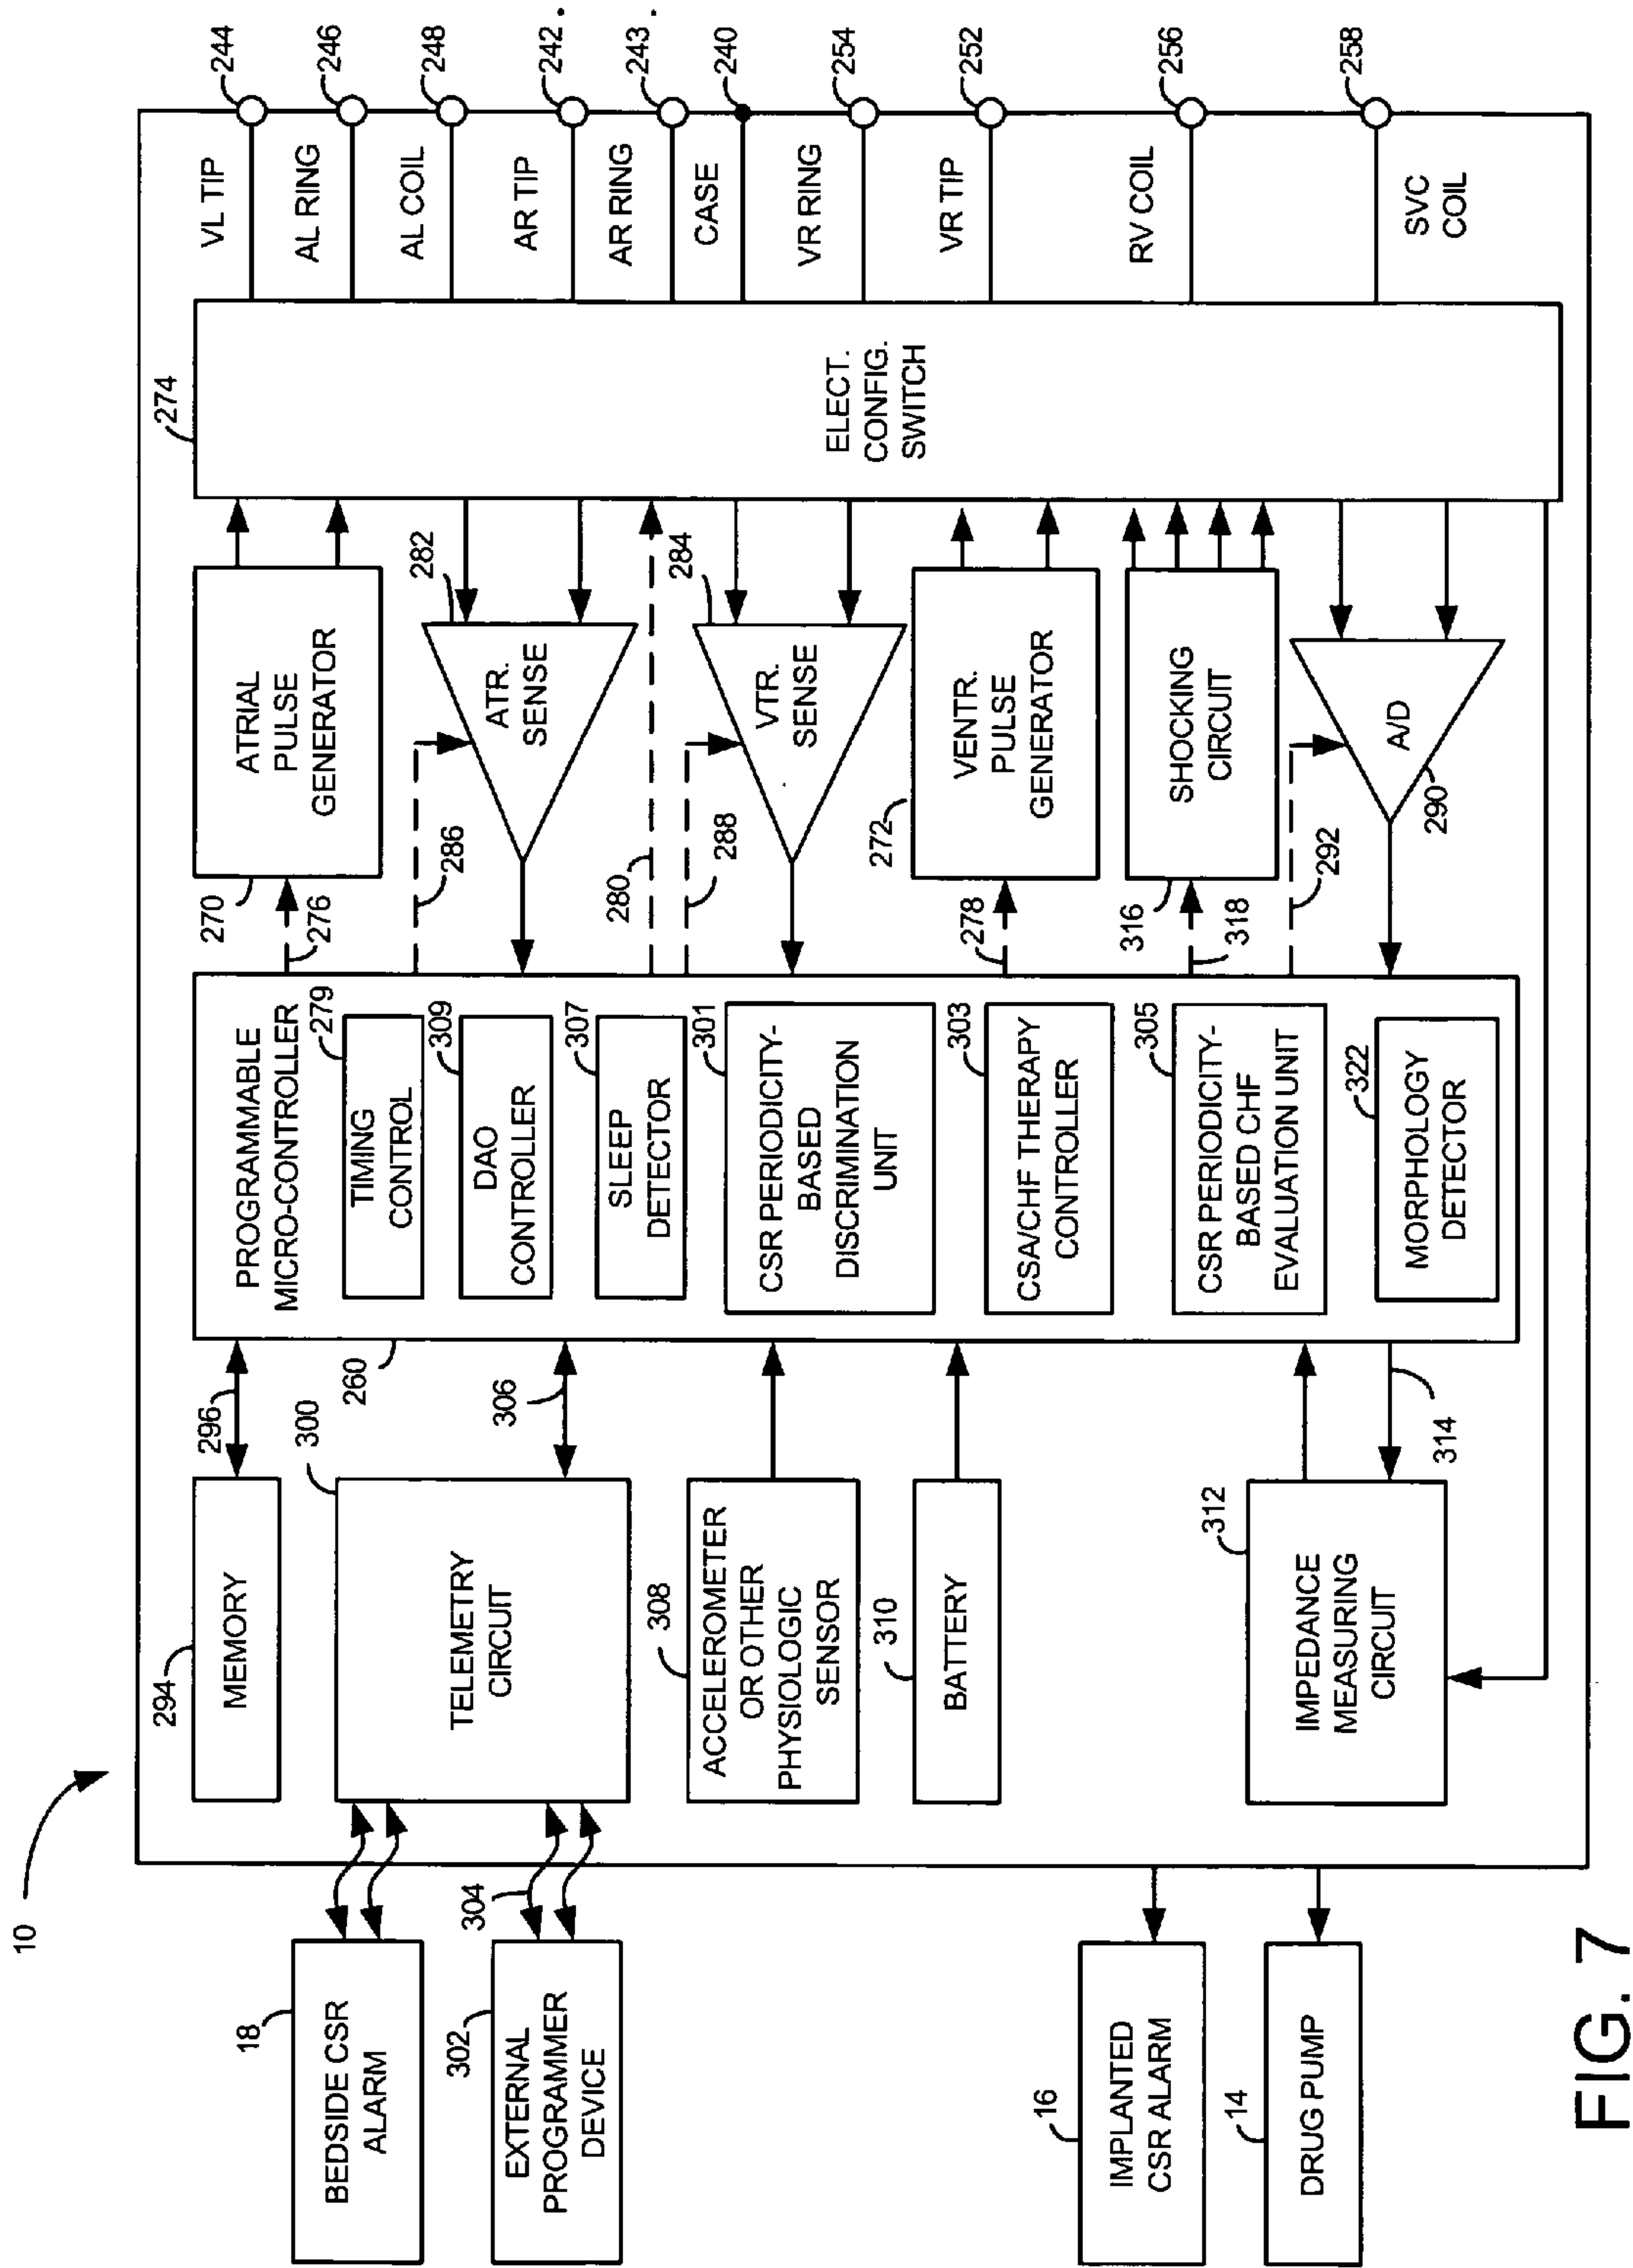 10
VL TIP
244
AL RING
246
AL COIL
248
AR TIP
242
AR RING
243
CASE
240
VR RING
254
VR TIP
252
RV COIL
256
SVC
COIL
258
274
ELECT.
CONFIG.
SWITCH
ATRIAL
PULSE
GENERATOR
270
276
282
ATR.
SENSE
286
280
284
VTR.
SENSE
288
272
VENTR.
PULSE
GENERATOR
278
SHOCKING
CIRCUIT
316
318
A/D
290
292
PROGRAMMABLE
MICRO-CONTROLLER
260
TIMING
CONTROL
279
DAO
CONTROLLER
309
SLEEP
DETECTOR
307
CSR PERIODICITY-
BASED
DISCRIMINATION
UNIT
301
CSA/CHF THERAPY
CONTROLLER
303
CSR PERIODICITY-
BASED CHF
EVALUATION UNIT
305
MORPHOLOGY
DETECTOR
322
296
294
MEMORY
300
TELEMETRY
CIRCUIT
306
308
ACCELEROMETER
OR OTHER
PHYSIOLOGIC
SENSOR
310
BATTERY
312
IMPEDANCE
MEASURING
CIRCUIT
314
18
BEDSIDE CSR
ALARM
304
302
EXTERNAL
PROGRAMER
DEVICE
16
IMPLANTED
CSR ALARM
14
DRUG PUMP
FIG. 7